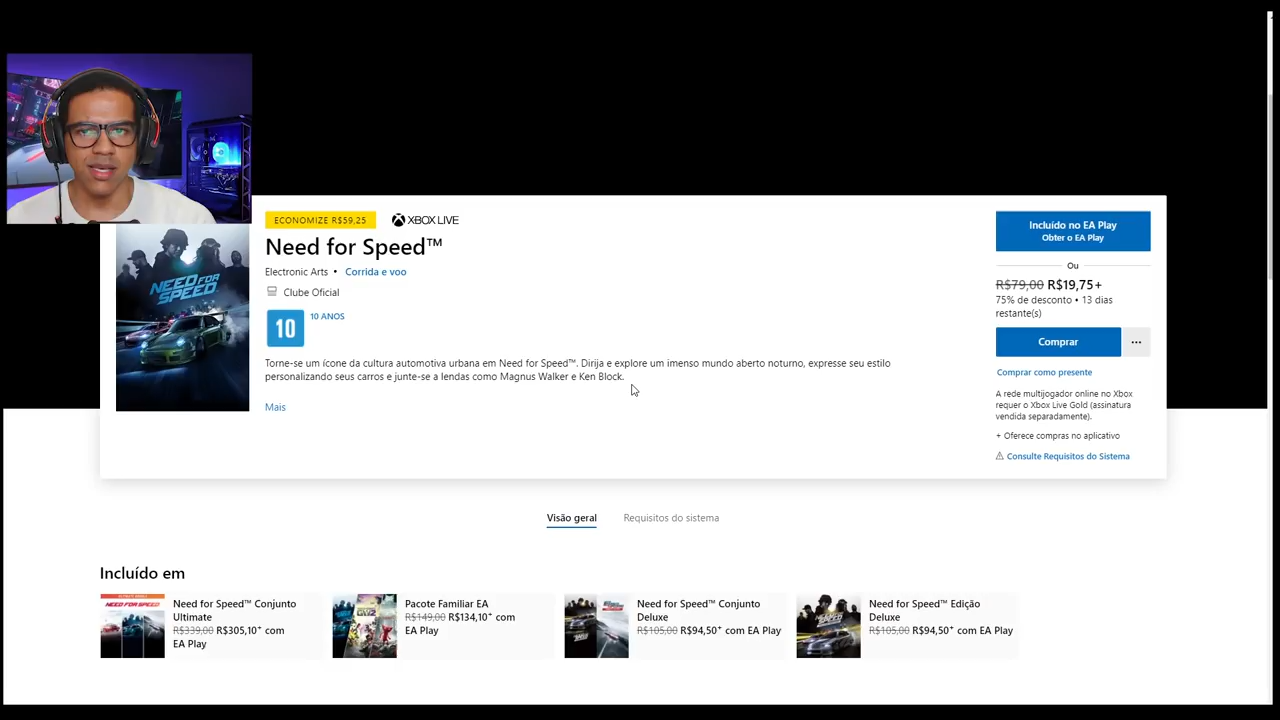 ECONOMIZE R$59,25
XBOX LIVE
Need for Speed™
Electronic Arts • Corrida e voo
Clube Oficial
10
10 ANOS
Torne-se um ícone da cultura automotiva urbana em Need for Speed™. Dirija e explore um imenso mundo aberto noturno, expresse seu estilo
personalizando seus carros e junte-se a lendas como Magnus Walker e Ken Block.
Mais
NEED FOR
SPEED
Incluído no EA Play
Obter o EA Play
Ou
R$79,00 R$19,75+
75% de desconto • 13 dias
restante(s)
Comprar
Comprar como presente
A rede multijogador online no Xbox
requer o Xbox Live Gold (assinatura
vendida separadamente).
+ Oferece compras no aplicativo
Consulte Requisitos do Sistema
Visão geral
Requisitos do sistema
Incluído em
NEED FOR SPEED
Need for Speed™ Conjunto
Ultimate
R$339,00 R$305,10+ com
EA Play
Pacote Familiar EA
R$149,00 R$134,10+ com
EA Play
Need for Speed™ Conjunto
Deluxe
R$105,00 R$94,50+ com EA Play
Need for Speed™ Edição
Deluxe
R$105,00 R$94,50+ com EA Play